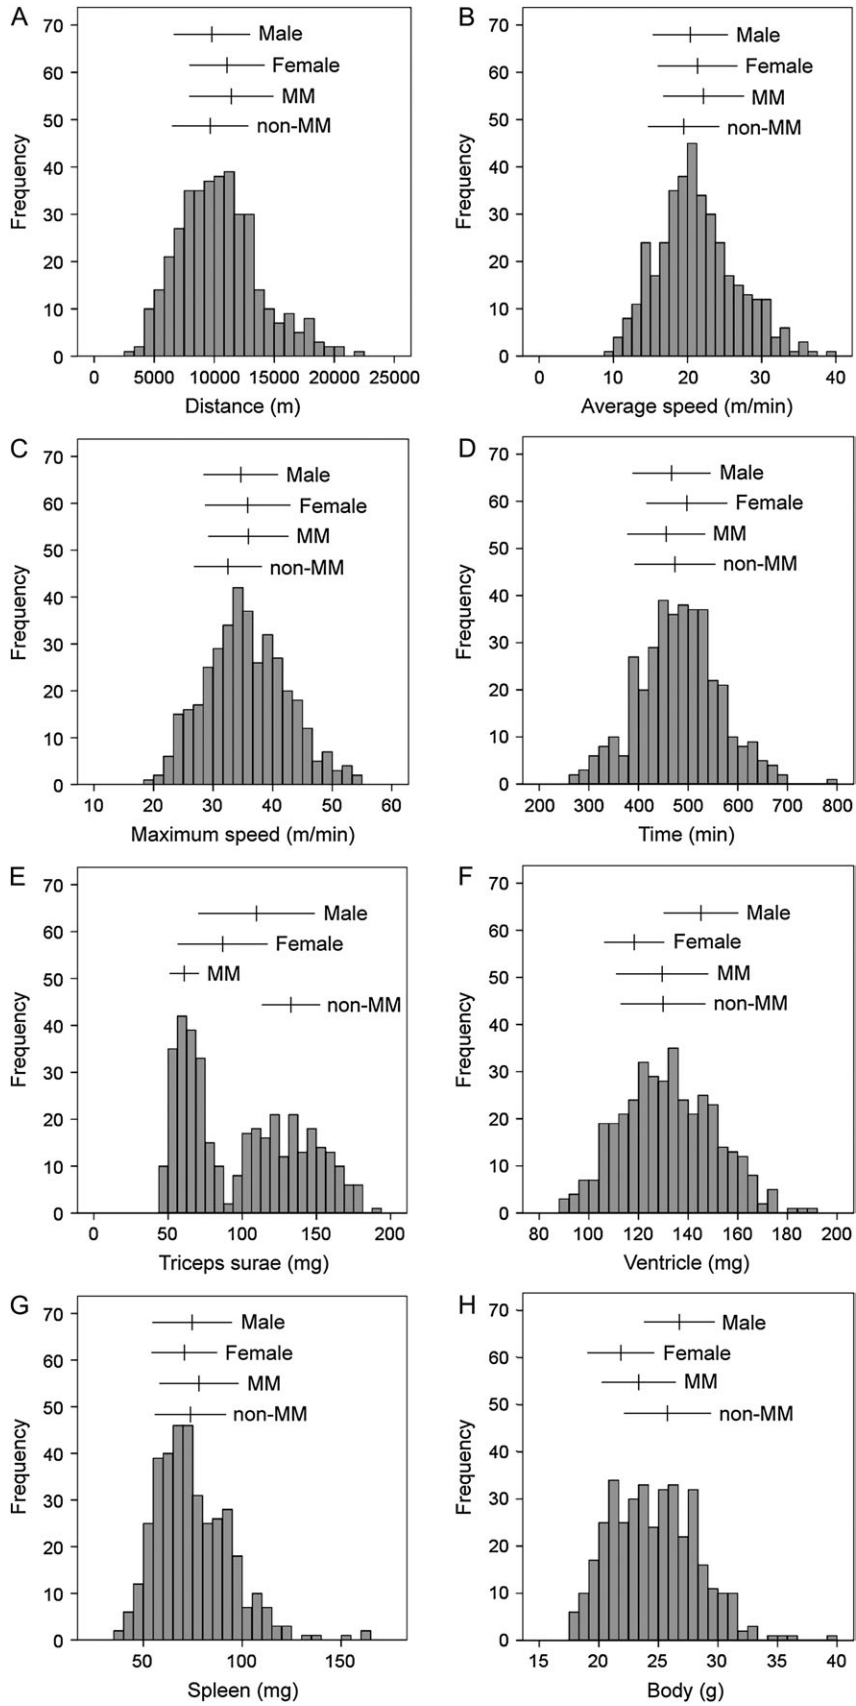 A
70
60
50
40
30
20
10
0
Frequency
Male
Female
MM
non-MM
0 5000 10000 15000 20000 25000
Distance (m)
B
70
60
50
40
30
20
10
0
Frequency
Male
Female
MM
non-MM
0 10 20 30 40
Average speed (m/min)
C
70
60
50
40
30
20
10
0
Frequency
Male
Female
MM
non-MM
10 20 30 40 50 60
Maximum speed (m/min)
D
70
60
50
40
30
20
10
0
Frequency
Male
Female
MM
non-MM
200 300 400 500 600 700 800
Time (min)
E
70
60
50
40
30
20
10
0
Frequency
Male
Female
MM
non-MM
0 50 100 150 200
Triceps surae (mg)
F
70
60
50
40
30
20
10
0
Frequency
Male
Female
MM
non-MM
80 100 120 140 160 180 200
Ventricle (mg)
G
70
60
50
40
30
20
10
0
Frequency
Male
Female
MM
non-MM
50 100 150
Spleen (mg)
H
70
60
50
40
30
20
10
0
Frequency
Male
Female
MM
non-MM
15 20 25 30 35 40
Body (g)